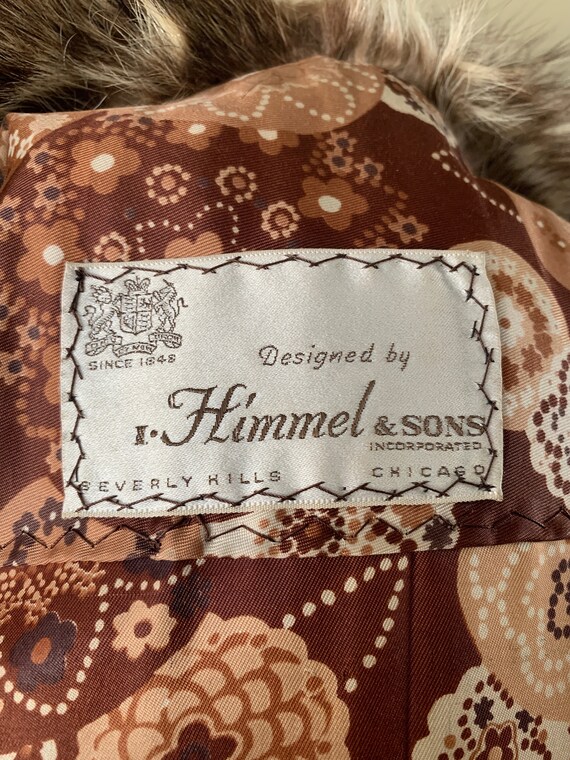 SINCE 1848
Designed by
I. Himmel & SONS
INCORPORATED
BEVERLY HILLS CHICAGO